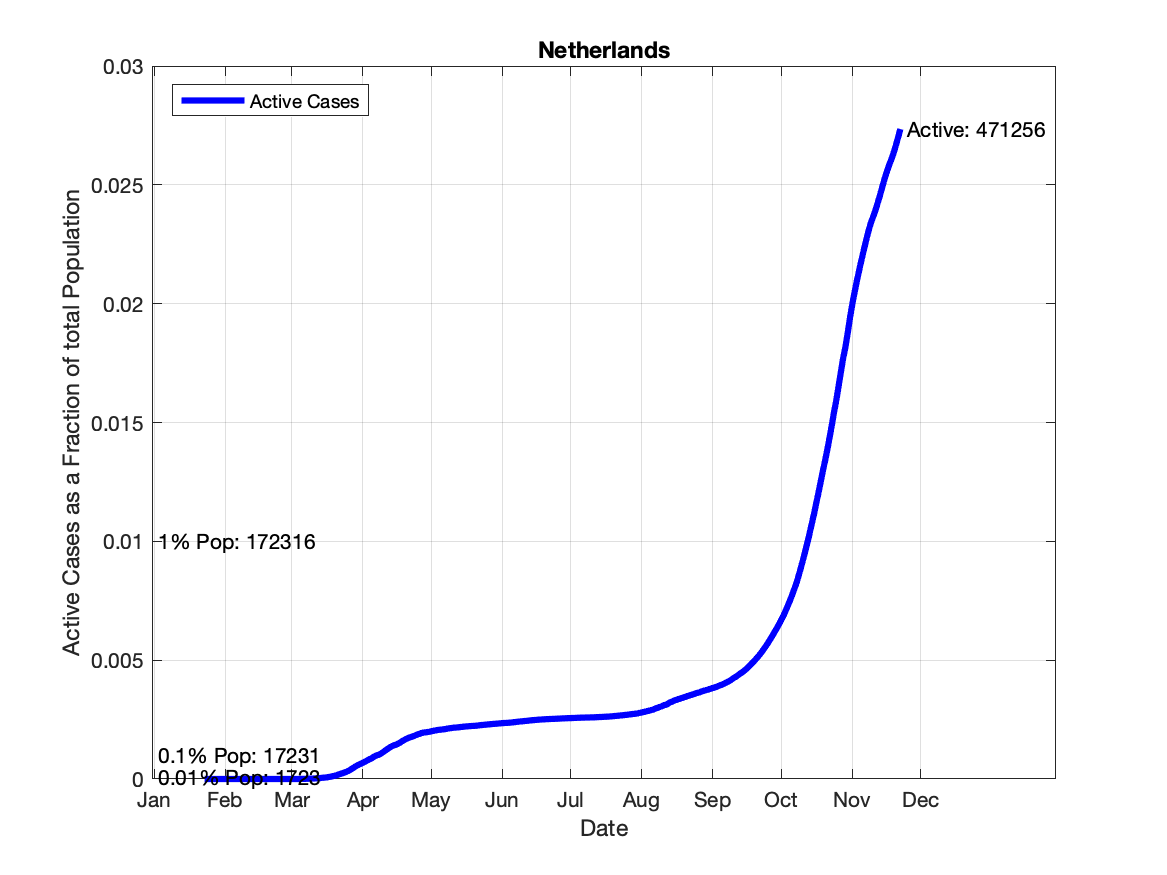 Netherlands
0.03
0.025
0.02
0.015
0.01
0.005
0
Active Cases as a Fraction of total Population
Active Cases
Active: 471256
1% Pop: 172316
0.1% Pop: 17231
0.01% Pop: 1723
Jan Feb Mar Apr May Jun Jul Aug Sep Oct Nov Dec
Date